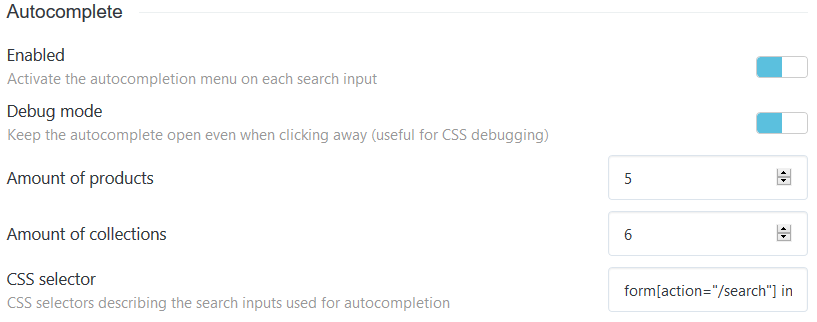 Autocomplete
Enabled
Activate the autocompletion menu on each search input
Debug mode
Keep the autocomplete open even when clicking away (useful for CSS debugging)
Amount of products 5
Amount of collections 6
CSS selector
CSS selectors describing the search inputs used for autocompletion
form[action="/search"] in